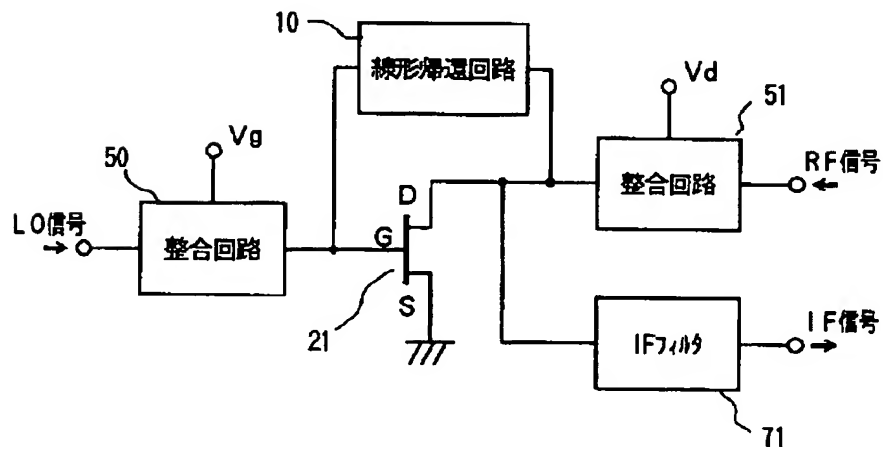 10
線形帰還回路
Vd
51
50
Vg
RF信号
整合回路
LO信号
D
整合回路
G
S
21
IFフィルタ
IF信号
71